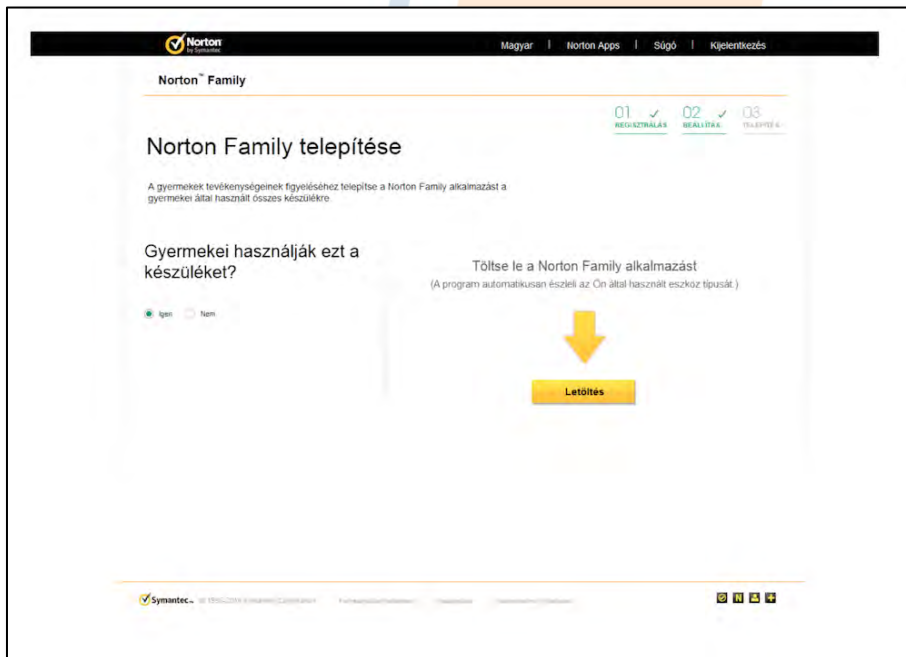 Norton
by Symantec
Magyar | Norton Apps | Súgó | Kijelentkezés
Norton™ Family
01 ✓ 02 ✓ 03
REGISZTRÁLÁS BEÁLLÍTÁS TELEPÍTÉS
Norton Family telepítése
A gyermekek tevékenységeinek figyeléséhez telepítse a Norton Family alkalmazást a
gyermekei által használt összes készülékre.
Gyermekei használják ezt a
készüléket?
Igen Nem
Töltse le a Norton Family alkalmazást
(A program automatikusan észleli az Ön által használt eszköz típusát.)
Letöltés
Symantec™